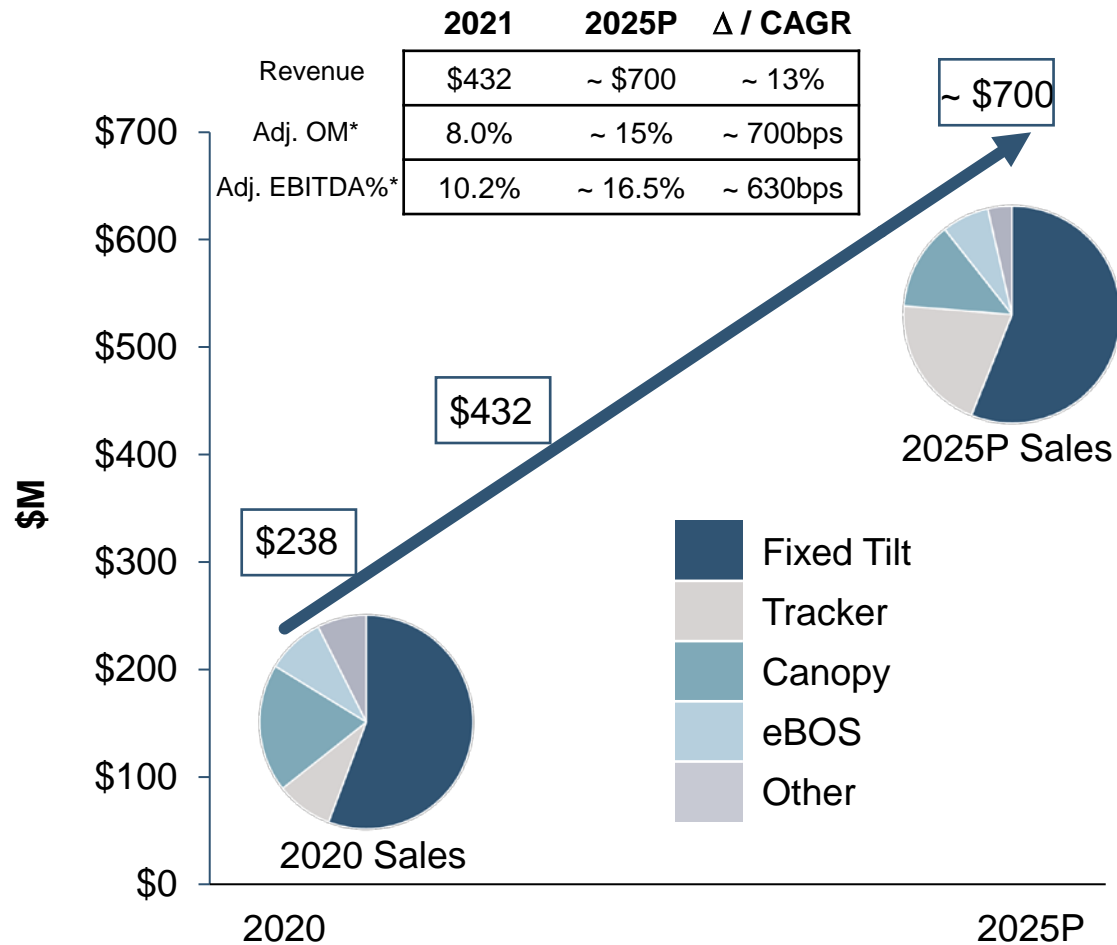 2021 2025P Δ / CAGR
Revenue $432 ~ $700 ~ 13%
Adj. OM* 8.0% ~ 15% ~ 700bps
Adj. EBITDA%* 10.2% ~ 16.5% ~ 630bps
~ $700
$700
$600
$500
$432
$400
2025P Sales
$M
$238
$300
Fixed Tilt
Tracker
$200
Canopy
eBOS
$100
Other
2020 Sales
$0
2020 2025P